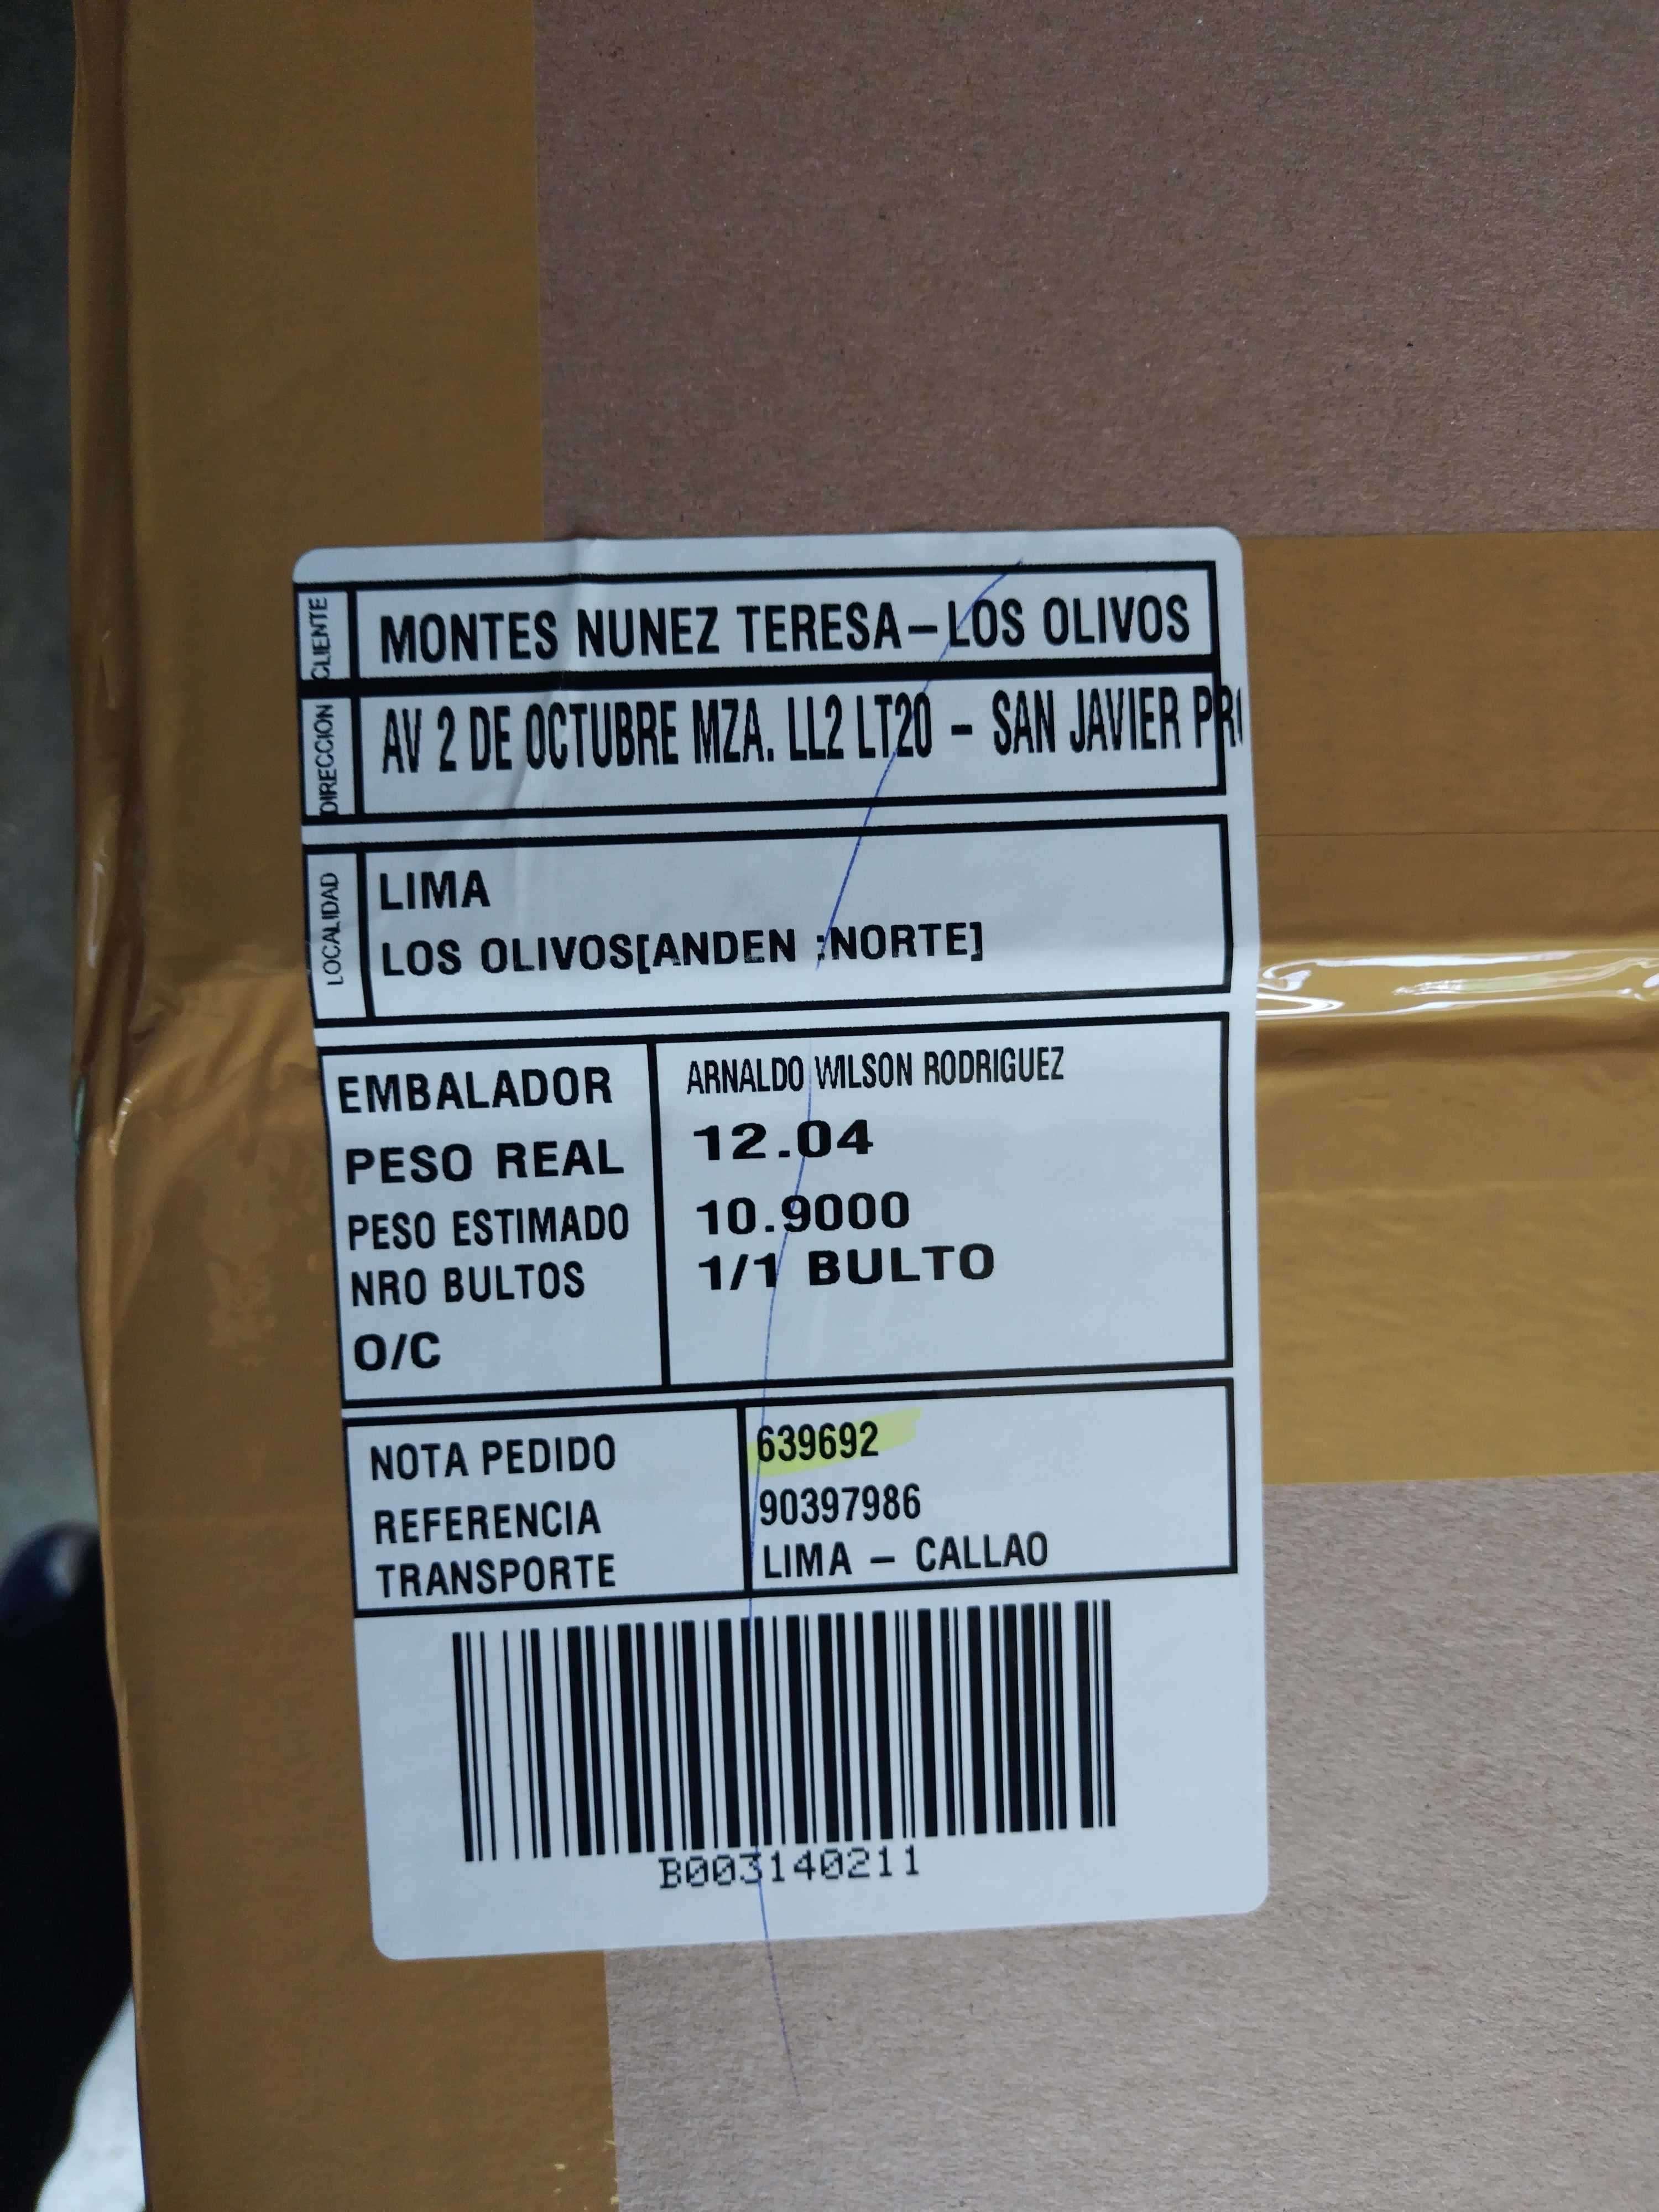 CLIENTE MONTES NUNEZ TERESA-LOS OLIVOS
DIRECCION AV 2 DE OCTUBRE MZA. LL2 LT20 - SAN JAVIER
LOCALIDAD LIMA
LOS OLIVOS[ANDEN ;NORTE]
EMBALADOR ARNALDO WILSON RODRIGUEZ
PESO REAL 12.04
PESO ESTIMADO 10.9000
NRO BULTOS 1/1 BULTO
O/C
NOTA PEDIDO 639692
REFERENCIA 90397986
TRANSPORTE LIMA - CALLAO
B003140211